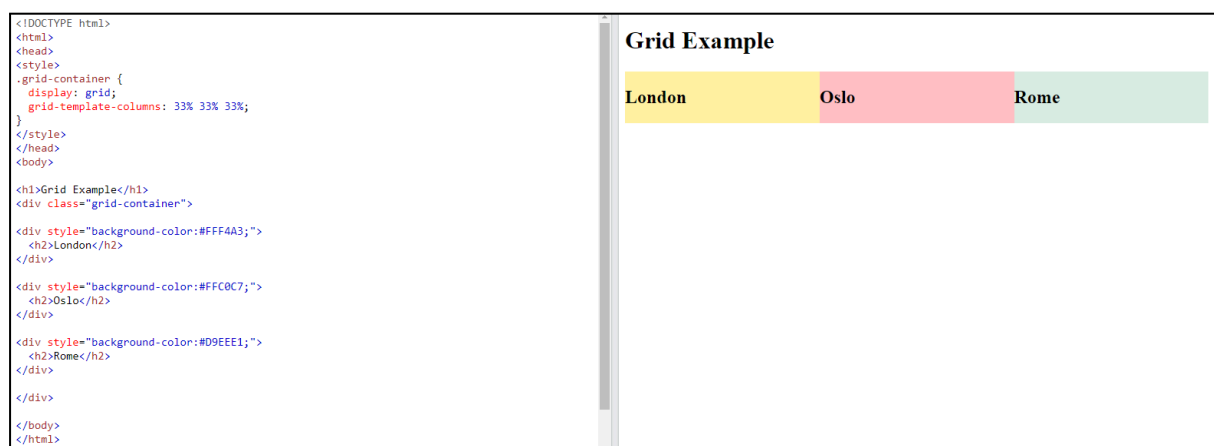 <!DOCTYPE html>
<html>
<head>
<style>
.grid-container {
  display: grid;
  grid-template-columns: 33% 33% 33%;
}
</style>
</head>
<body>

<h1>Grid Example</h1>
<div class="grid-container">

<div style="background-color:#FFF4A3;">
  <h2>London</h2>
</div>

<div style="background-color:#FFC0C7;">
  <h2>Oslo</h2>
</div>

<div style="background-color:#D9EEE1;">
  <h2>Rome</h2>
</div>

</div>

</body>
</html>
Grid Example
London Oslo Rome